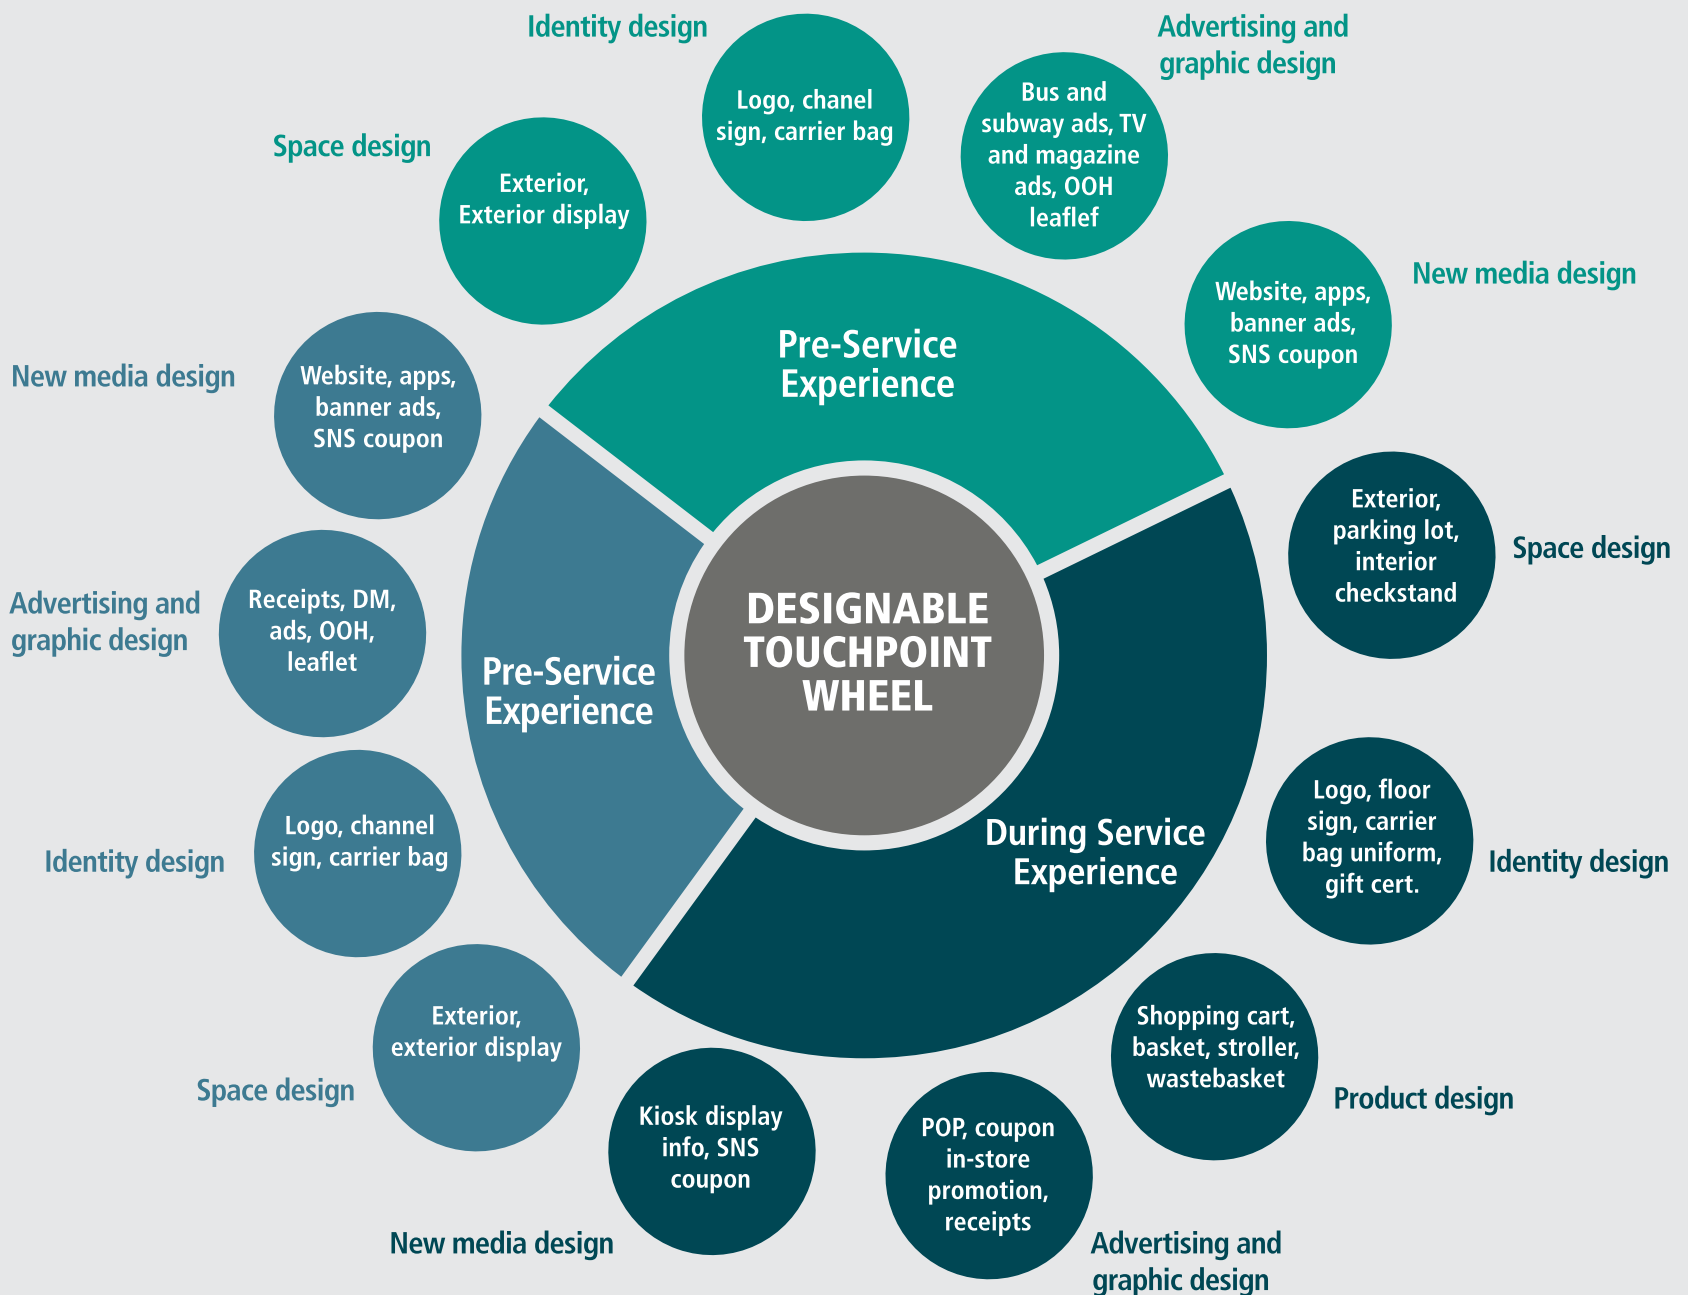 Identity design
Logo, chanel
sign, carrier bag
Advertising and
graphic design
Bus and
subway ads, TV
and magazine
ads, OOH
leaflef
Space design
Exterior,
Exterior display
New media design
Website, apps,
banner ads,
SNS coupon
Pre-Service
Experience
New media design
Website, apps,
banner ads,
SNS coupon
Exterior,
parking lot,
interior
checkstand
Space design
Advertising and
graphic design
Receipts, DM,
ads, OOH,
leaflet
Pre-Service
Experience
DESIGNABLE
TOUCHPOINT
WHEEL
During Service
Experience
Logo, floor
sign, carrier
bag uniform,
gift cert.
Identity design
Identity design
Logo, channel
sign, carrier bag
Exterior,
exterior display
Space design
Shopping cart,
basket, stroller,
wastebasket
Product design
Kiosk display
info, SNS
coupon
New media design
POP, coupon
in-store
promotion,
receipts
Advertising and
graphic design